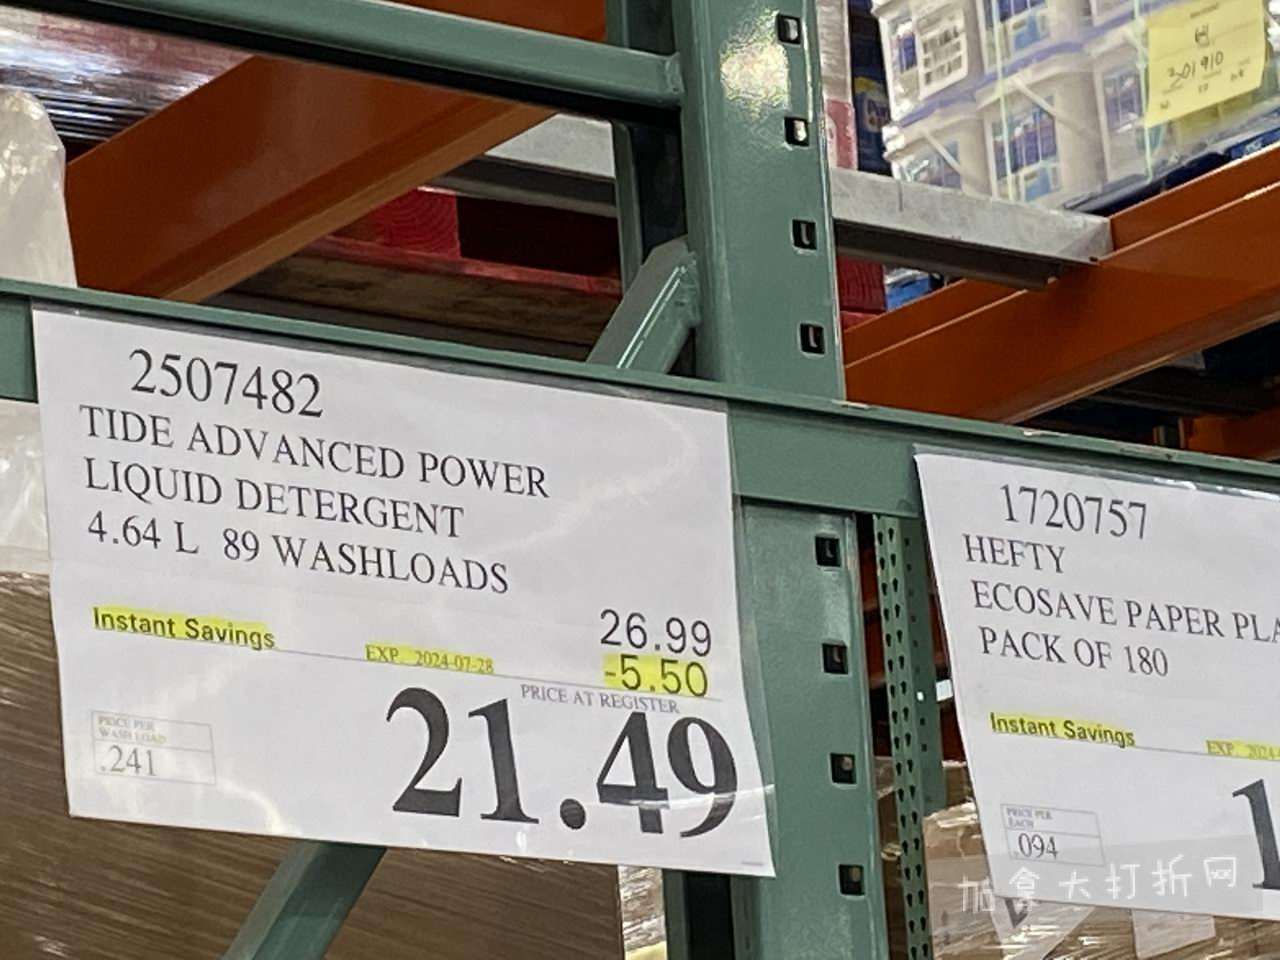 301910
2507482
TIDE ADVANCED POWER
LIQUID DETERGENT
4.64 L 89 WASHLOADS
Instant Savings
EXP. 2024-07-28
26.99
-5.50
PRICE AT REGISTER
21.49
PRICE PER
WASH LOAD
.241
1720757
HEFTY
ECOSAVE PAPER
PACK OF 180
Instant Savings
EXP.
PRICE PER
EACH
.094
加拿大打折网